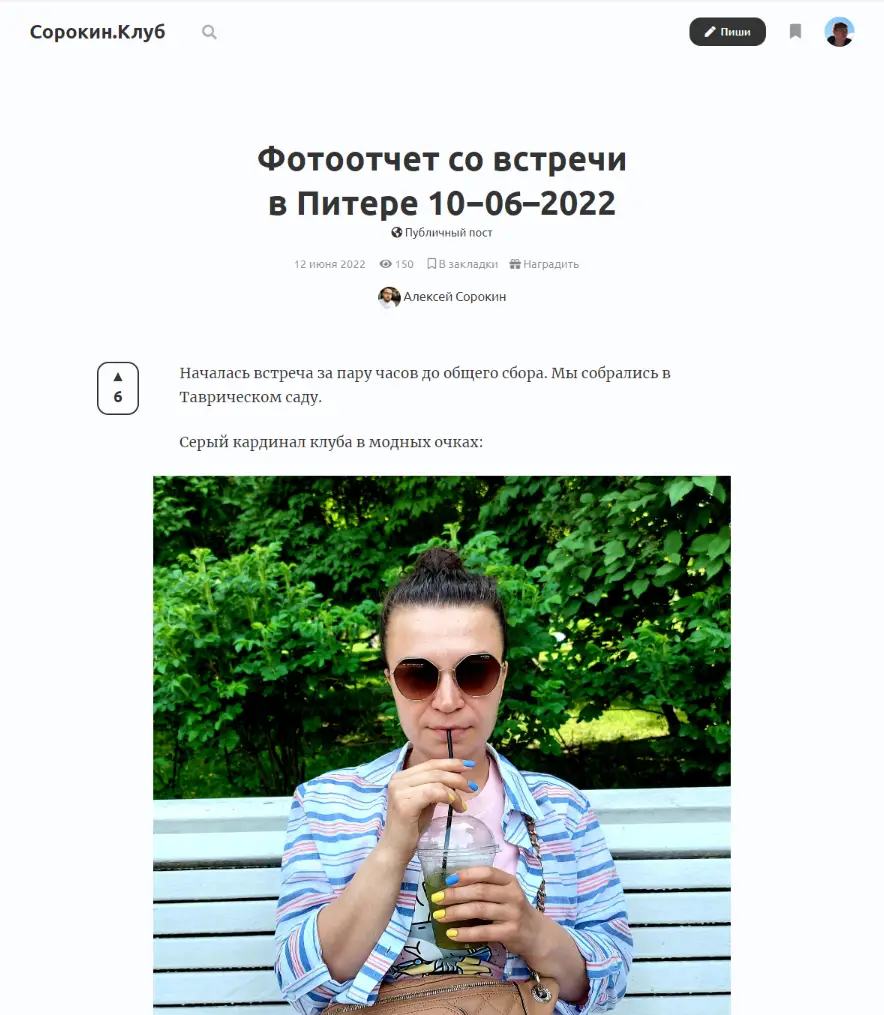 Сорокин.Клуб
Пиши
Фотоотчет со встречи
в Питере 10–06–2022
Публичный пост
12 июня 2022 150 В закладки Наградить
Алексей Сорокин
▲
6
Началась встреча за пару часов до общего сбора. Мы собрались в
Таврическом саду.
Серый кардинал клуба в модных очках: